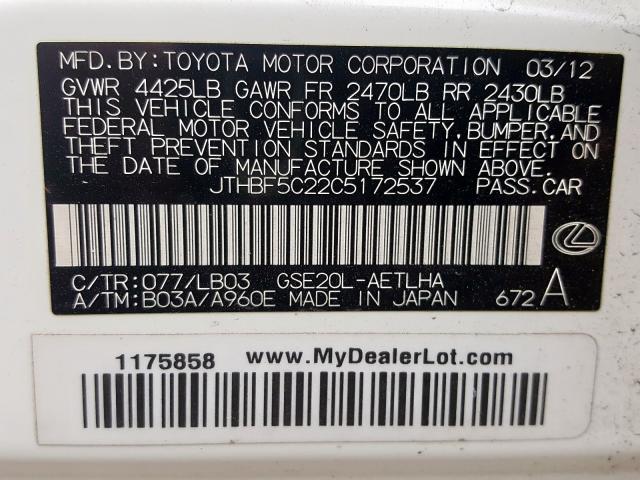 MFD. BY: TOYOTA MOTOR CORPORATION 03/12
GVWR 4425LB GAWR FR 2470LB RR 2430LB
THIS VEHICLE CONFORMS TO ALL APPLICABLE
FEDERAL MOTOR VEHICLE SAFETY, BUMPER, AND
THEFT PREVENTION STANDARDS IN EFFECT ON
THE DATE OF MANUFACTURE SHOWN ABOVE.
JTHBF5C22C5172537 PASS. CAR
C/TR: 077/LB03 GSE20L-AETLHA
A/TM: B03A/A960E MADE IN JAPAN 672 A
1175858 www.MyDealerLot.com